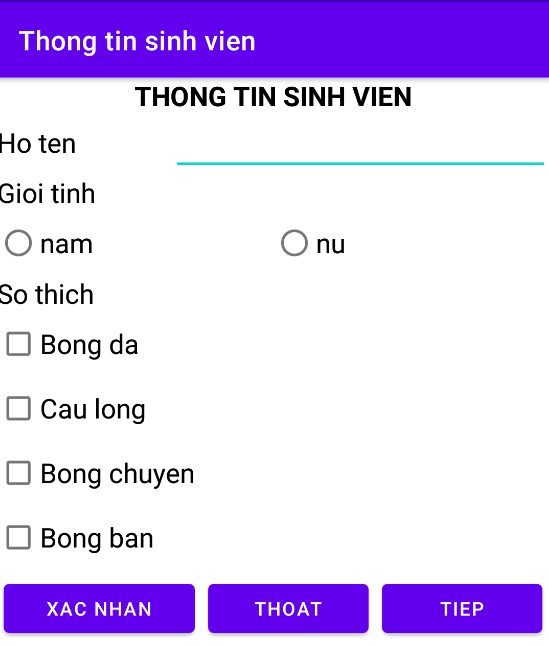 Thong tin sinh vien
THONG TIN SINH VIEN
Ho ten
Gioi tinh
nam nu
So thich
Bong da
Cau long
Bong chuyen
Bong ban
XAC NHAN THOAT TIEP